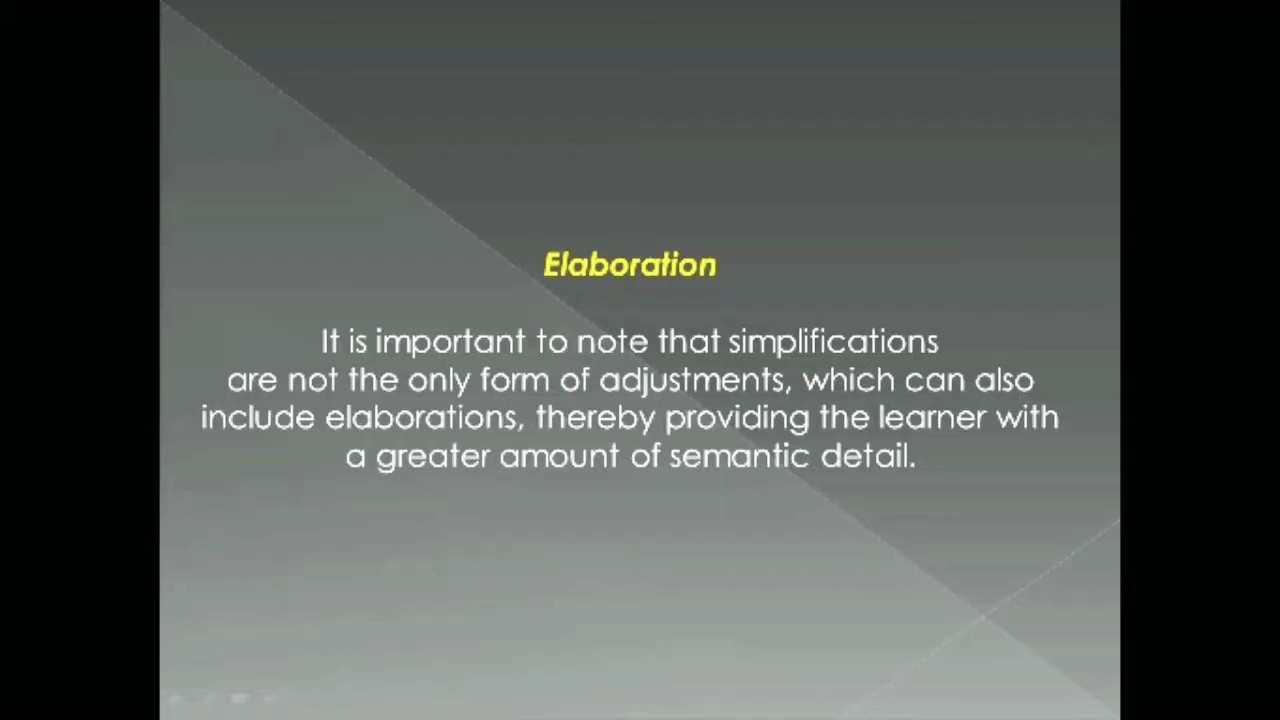 Elaboration
It is important to note that simplifications
are not the only form of adjustments, which can also
include elaborations, thereby providing the learner with
a greater amount of semantic detail.